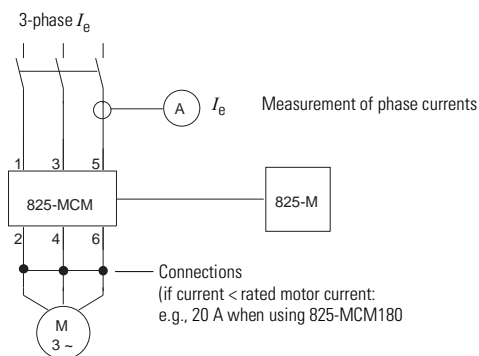 3-phase Ie
A
Ie
Measurement of phase currents
1 3 5
825-MCM
825-M
2 4 6
Connections
(if current < rated motor current:
e.g., 20 A when using 825-MCM180
M
3 ~